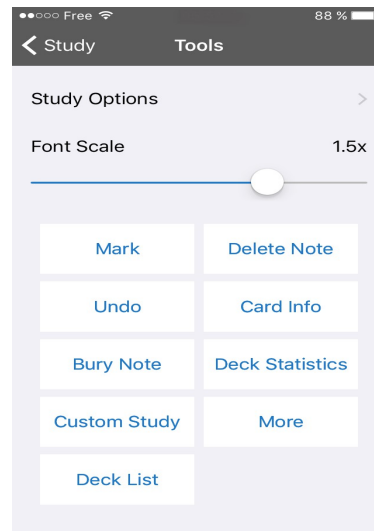 Free 88 %
Study Tools
Study Options
Font Scale 1.5x
Mark Delete Note
Undo Card Info
Bury Note Deck Statistics
Custom Study More
Deck List